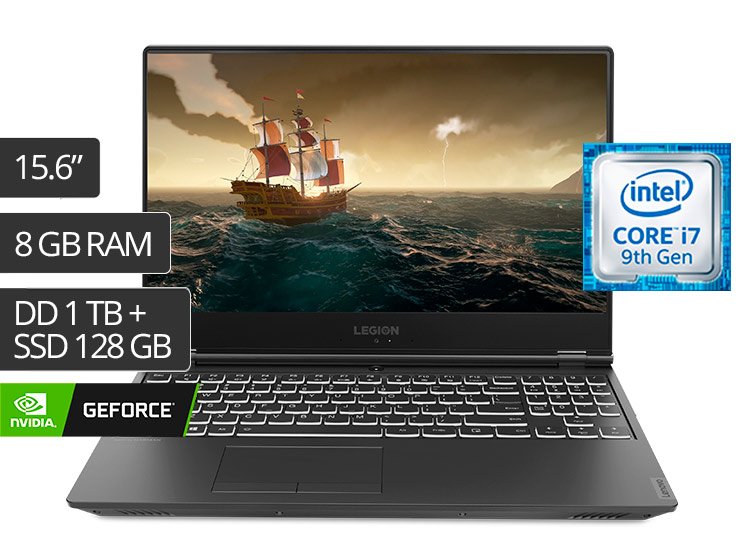 15.6”
8 GB RAM
DD 1 TB +
SSD 128 GB
NVIDIA.
GEFORCE
intel
CORE™ i7
9th Gen
LEGION
Lenovo